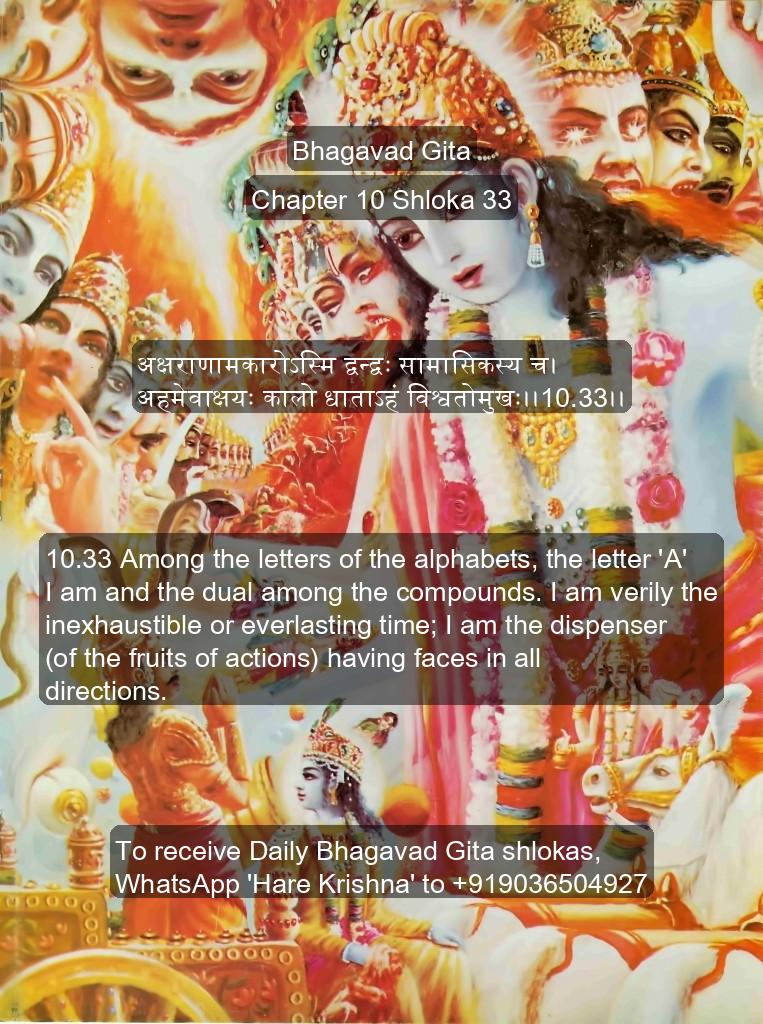 Bhagavad Gita
Chapter 10 Shloka 33
अक्षराणामकारोऽस्मि द्वन्द्वः सामासिकस्य च।
अहमेवाक्षयः कालो धाताऽहं विश्वतोमुखः।।10.33।।
10.33 Among the letters of the alphabets, the letter 'A'
I am and the dual among the compounds. I am verily the
inexhaustible or everlasting time; I am the dispenser
(of the fruits of actions) having faces in all
directions.
To receive Daily Bhagavad Gita shlokas,
WhatsApp 'Hare Krishna' to +919036504927